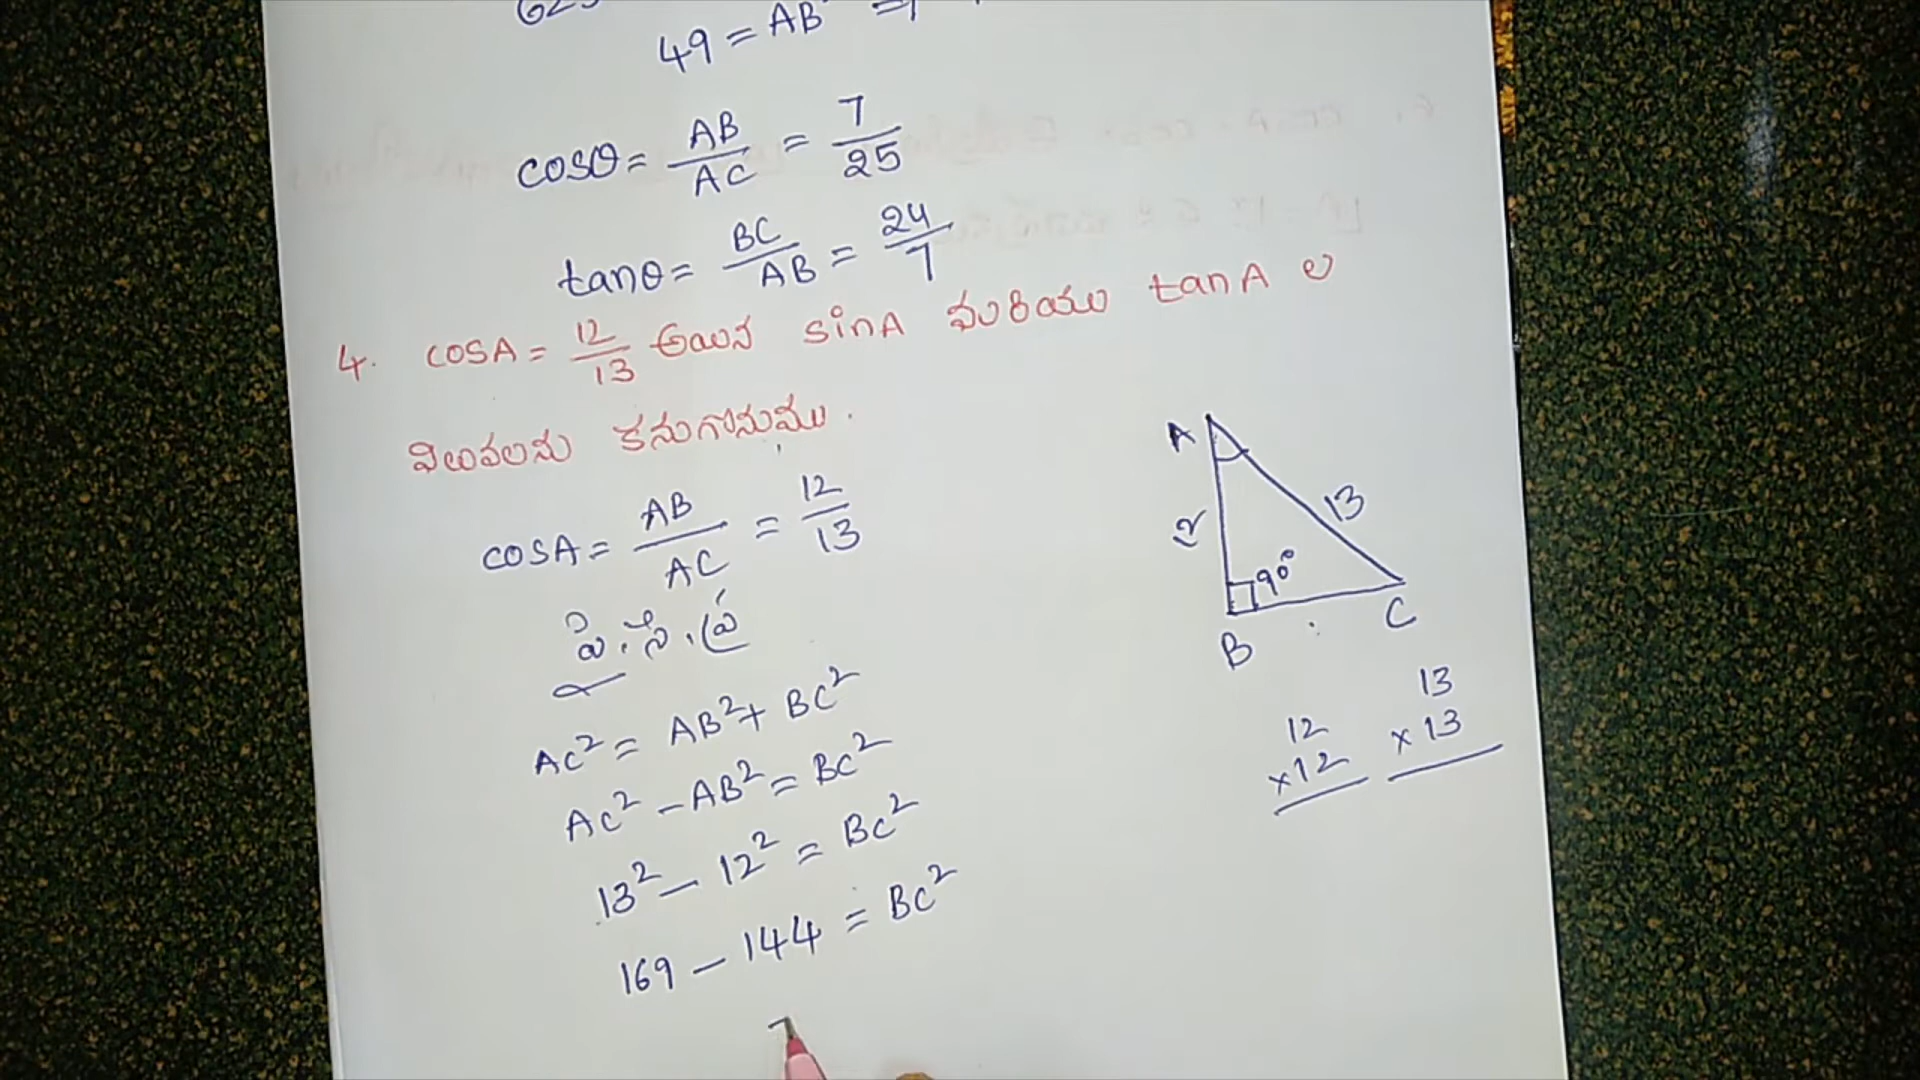 49 = AB²
cosθ = AB/AC = 7/25
tanθ = BC/AB = 24/7
4. cosA = 12/13 అయిన sinA మరియు tanA ల
విలువలను కనుగొనుము.
cosA = AB/AC = 12/13
పై.సి.ప్ర
AC² = AB² + BC²
AC² - AB² = BC²
13² - 12² = BC²
169 - 144 = BC²
A
12
13
90°
B
C
12
×12
13
×13